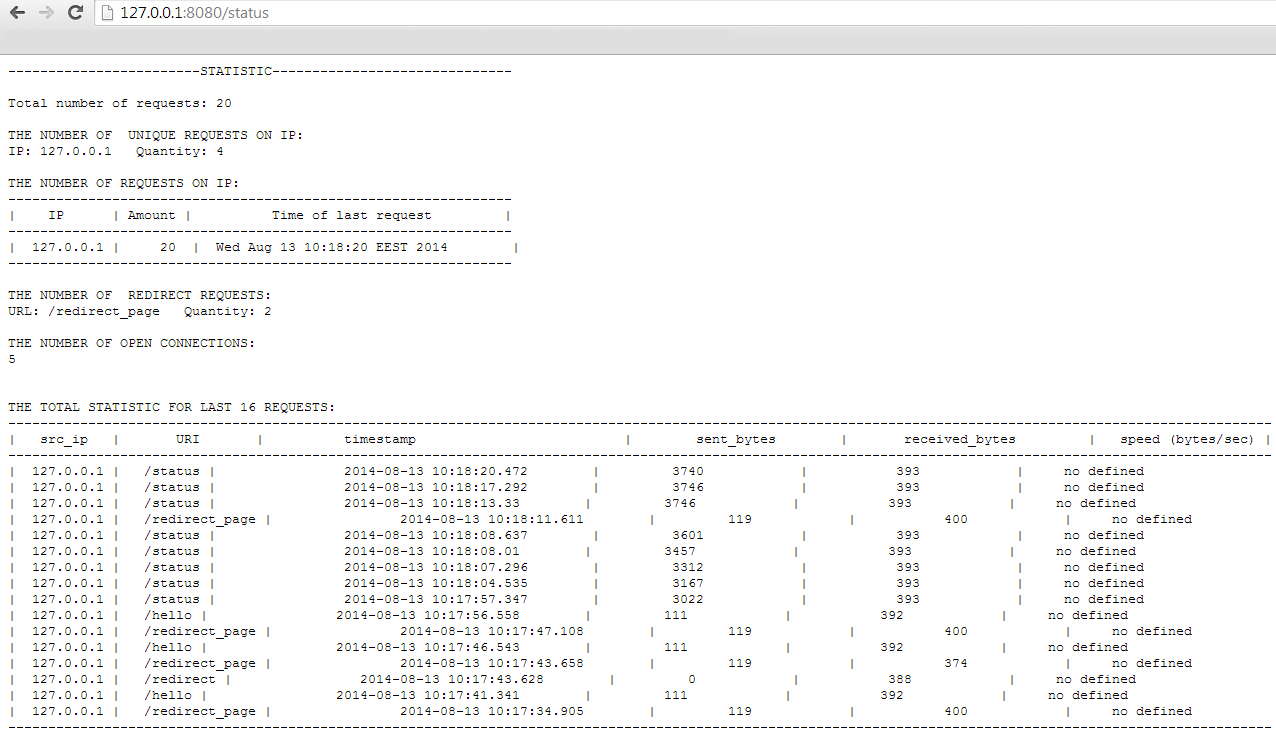 127.0.0.1:8080/status
------------------------STATISTIC------------------------------
Total number of requests: 20
THE NUMBER OF  UNIQUE REQUESTS ON IP:
IP: 127.0.0.1   Quantity: 4
THE NUMBER OF REQUESTS ON IP:
---------------------------------------------------------------
|    IP      | Amount |          Time of last request         |
---------------------------------------------------------------
|  127.0.0.1 |     20  |  Wed Aug 13 10:18:20 EEST 2014        |
---------------------------------------------------------------
THE NUMBER OF  REDIRECT REQUESTS:
URL: /redirect_page   Quantity: 2
THE NUMBER OF OPEN CONNECTIONS:
5
THE TOTAL STATISTIC FOR LAST 16 REQUESTS:
| src_ip | URI | timestamp | sent_bytes | received_bytes | speed (bytes/sec) |
| 127.0.0.1 | /status | 2014-08-13 10:18:20.472 | 3740 | 393 | no defined
| 127.0.0.1 | /status | 2014-08-13 10:18:17.292 | 3746 | 393 | no defined
| 127.0.0.1 | /status | 2014-08-13 10:18:13.33 | 3746 | 393 | no defined
| 127.0.0.1 | /redirect_page | 2014-08-13 10:18:11.611 | 119 | 400 | no defined
| 127.0.0.1 | /status | 2014-08-13 10:18:08.637 | 3601 | 393 | no defined
| 127.0.0.1 | /status | 2014-08-13 10:18:08.01 | 3457 | 393 | no defined
| 127.0.0.1 | /status | 2014-08-13 10:18:07.296 | 3312 | 393 | no defined
| 127.0.0.1 | /status | 2014-08-13 10:18:04.535 | 3167 | 393 | no defined
| 127.0.0.1 | /status | 2014-08-13 10:17:57.347 | 3022 | 393 | no defined
| 127.0.0.1 | /hello | 2014-08-13 10:17:56.558 | 111 | 392 | no defined
| 127.0.0.1 | /redirect_page | 2014-08-13 10:17:47.108 | 119 | 400 | no defined
| 127.0.0.1 | /hello | 2014-08-13 10:17:46.543 | 111 | 392 | no defined
| 127.0.0.1 | /redirect_page | 2014-08-13 10:17:43.658 | 119 | 374 | no defined
| 127.0.0.1 | /redirect | 2014-08-13 10:17:43.628 | 0 | 388 | no defined
| 127.0.0.1 | /hello | 2014-08-13 10:17:41.341 | 111 | 392 | no defined
| 127.0.0.1 | /redirect_page | 2014-08-13 10:17:34.905 | 119 | 400 | no defined